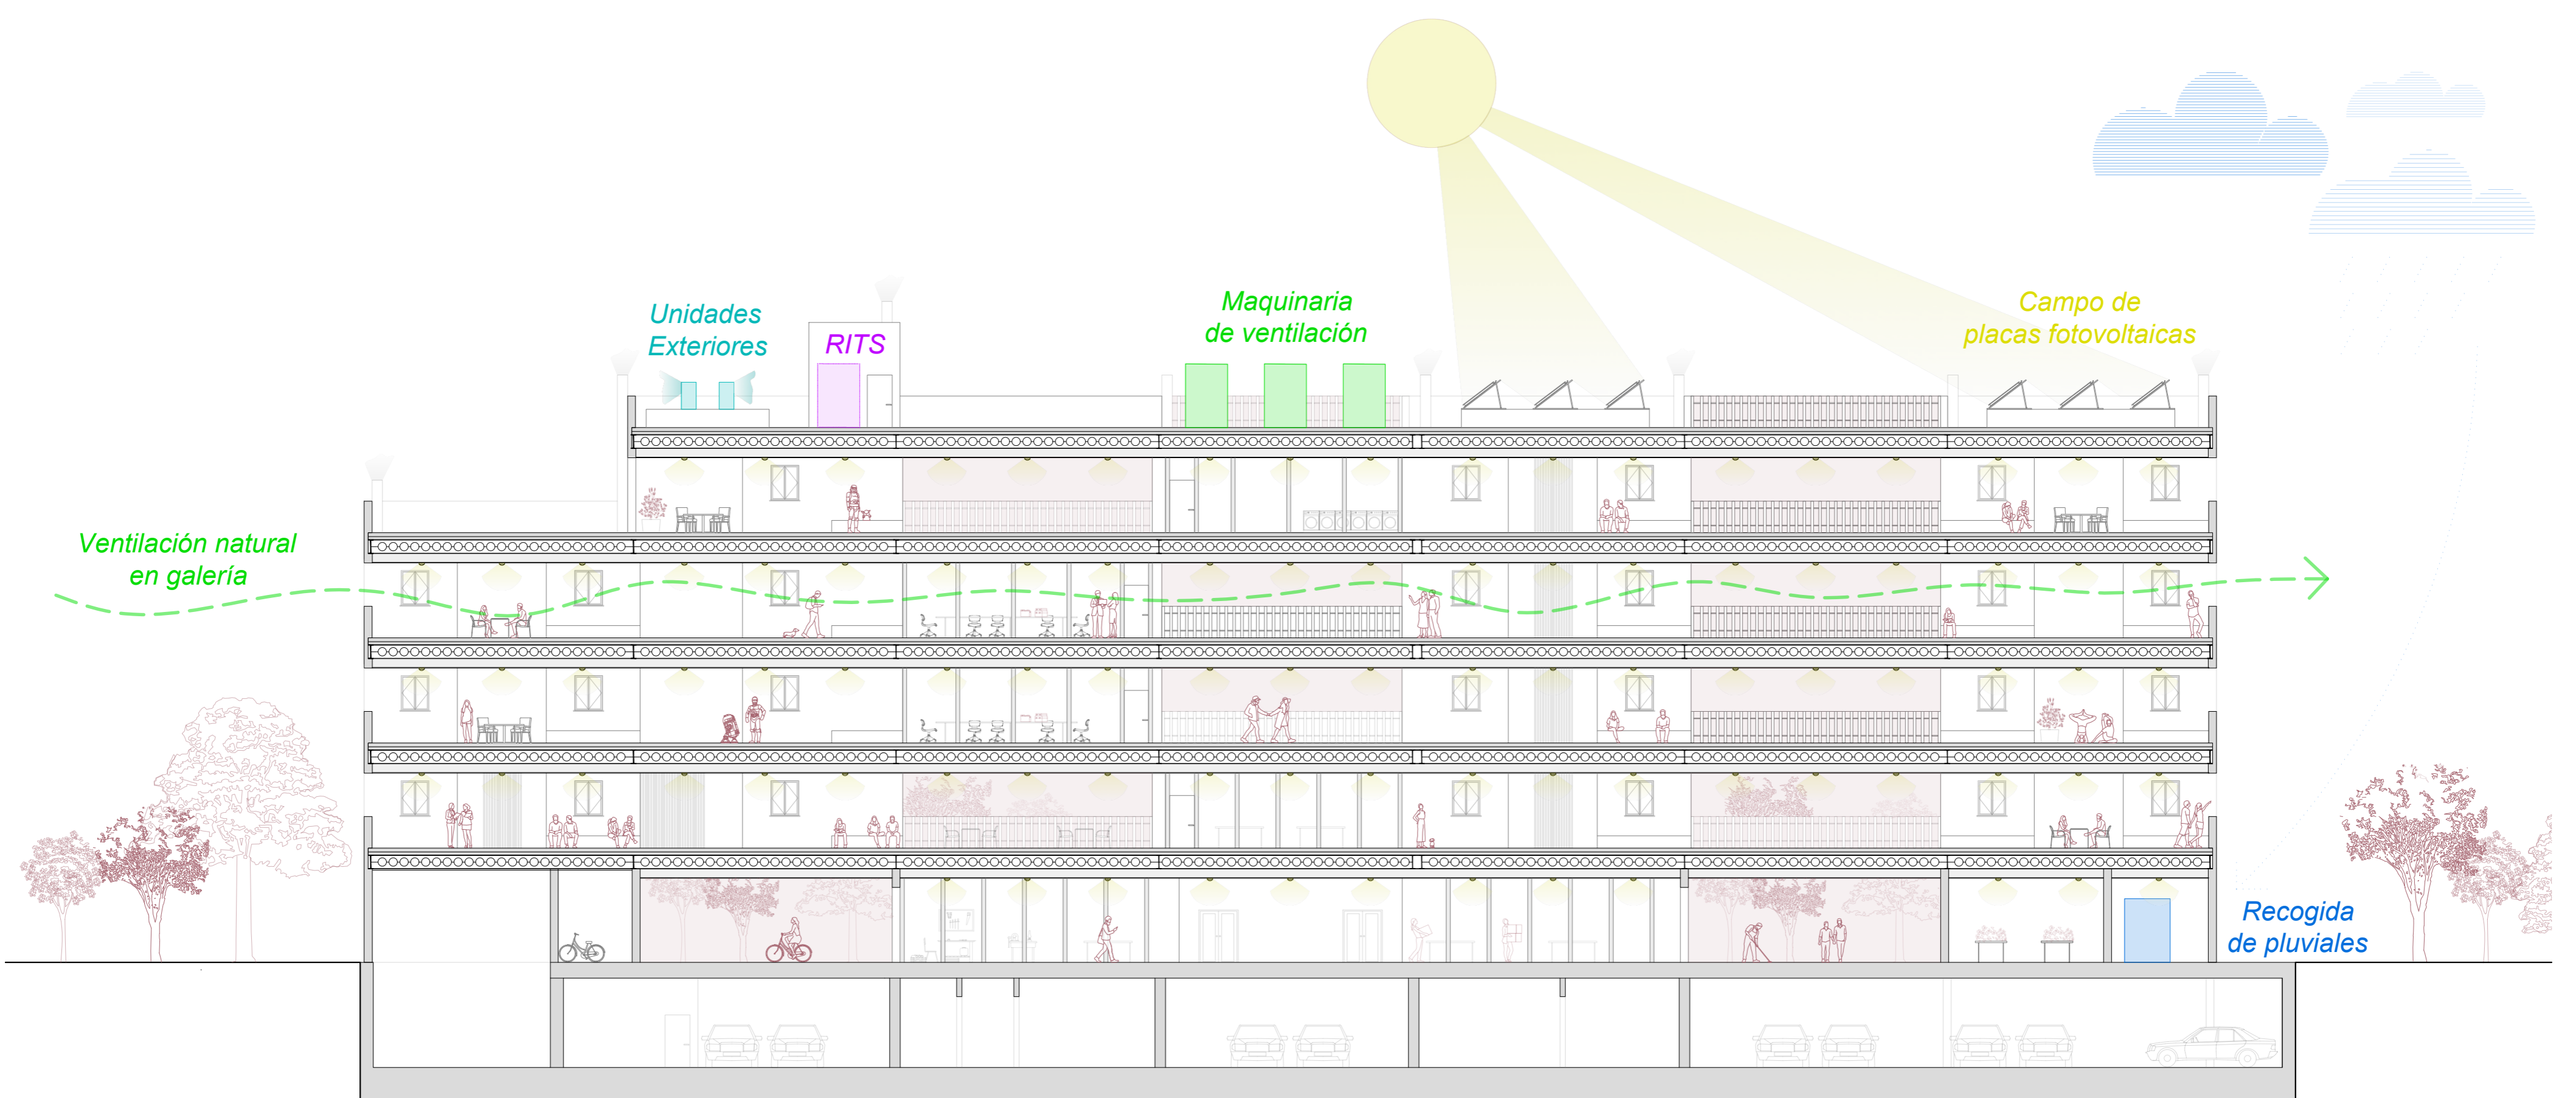 Unidades
Exteriores
RITS
Maquinaria
de ventilación
Campo de
placas fotovoltaicas
Ventilación natural
en galería
Recogida
de pluviales